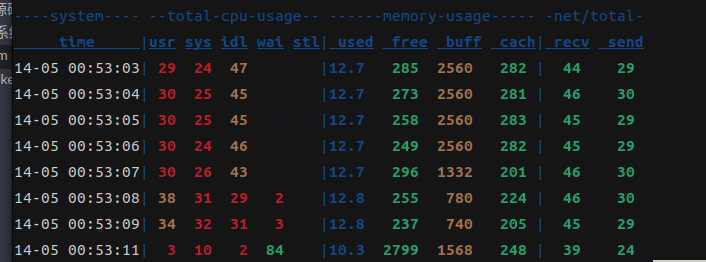 ----system---- --total-cpu-usage-- ------memory-usage----- -net/total-
time |usr sys idl wai stl| used free buff cach| recv send
14-05 00:53:03| 29 24 47 |12.7 285 2560 282 | 44 29
14-05 00:53:04| 30 25 45 |12.7 273 2560 281 | 46 30
14-05 00:53:05| 30 25 45 |12.7 258 2560 283 | 45 29
14-05 00:53:06| 30 24 46 |12.7 249 2560 282 | 45 29
14-05 00:53:07| 30 26 43 |12.7 296 1332 201 | 46 30
14-05 00:53:08| 38 31 29 2 |12.8 255 780 224 | 46 30
14-05 00:53:09| 34 32 31 3 |12.8 237 740 205 | 45 29
14-05 00:53:11| 3 10 2 84 |10.3 2799 1568 248 | 39 24